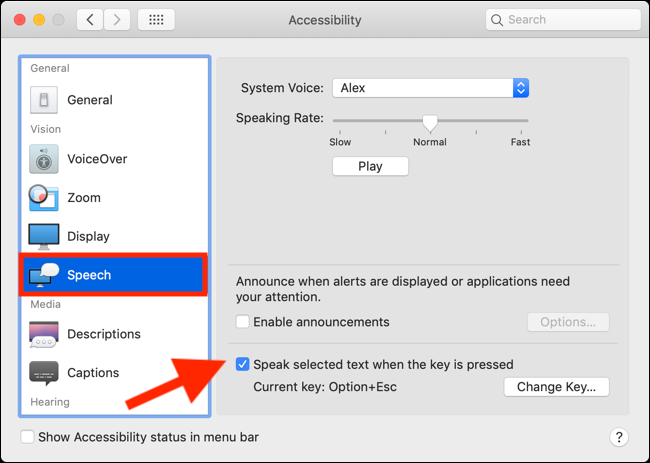 Accessibility
Search
General
General
Vision
VoiceOver
Zoom
Display
Speech
Media
Descriptions
Captions
Hearing
System Voice: Alex
Speaking Rate:
Slow Normal Fast
Play
Announce when alerts are displayed or applications need
your attention.
Enable announcements Options...
Speak selected text when the key is pressed
Current key: Option+Esc Change Key...
Show Accessibility status in menu bar ?